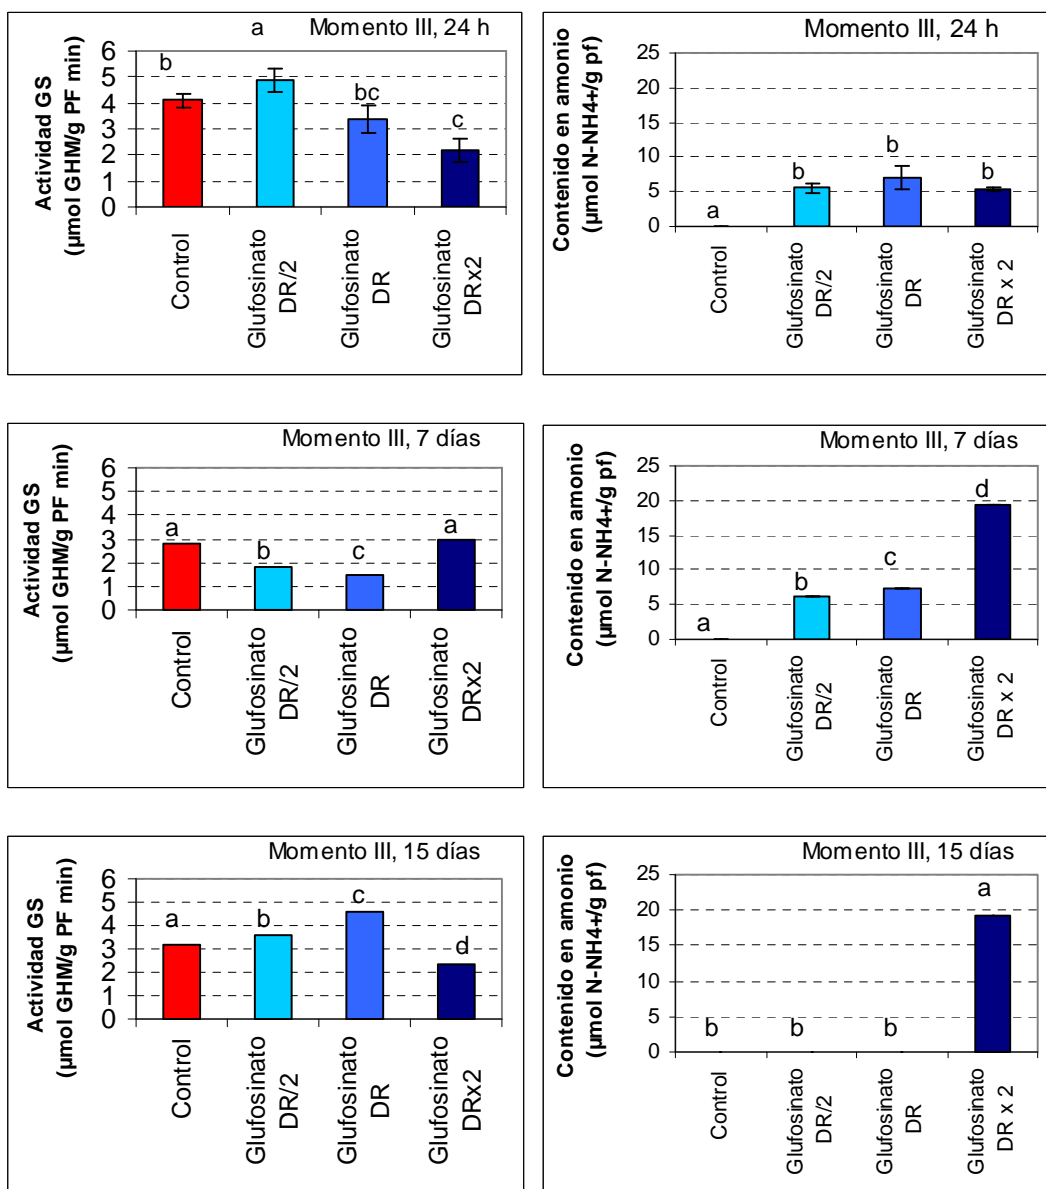 Momento III, 24 h
Actividad GS
(µmol GHM/g PF min)
6
5
4
3
2
1
0
b
a
bc
c
Control
Glufosinato
DR/2
Glufosinato
DR
Glufosinato
DRx2
Momento III, 24 h
Contenido en amonio
(µmol N-NH4+/g pf)
25
20
15
10
5
0
a
b
b
b
Control
Glufosinato
DR/2
Glufosinato
DR
Glufosinato
DR x 2
Momento III, 7 días
Actividad GS
(µmol GHM/g PF min)
6
5
4
3
2
1
0
a
b
c
a
Control
Glufosinato
DR/2
Glufosinato
DR
Glufosinato
DRx2
Momento III, 7 días
Contenido en amonio
(µmol N-NH4+/g pf)
25
20
15
10
5
0
a
b
c
d
Control
Glufosinato
DR/2
Glufosinato
DR
Glufosinato
DR x 2
Momento III, 15 días
Actividad GS
(µmol GHM/g PF min)
6
5
4
3
2
1
0
a
b
c
d
Control
Glufosinato
DR/2
Glufosinato
DR
Glufosinato
DRx2
Momento III, 15 días
Contenido en amonio
(µmol N-NH4+/g pf)
25
20
15
10
5
0
b
b
b
a
Control
Glufosinato
DR/2
Glufosinato
DR
Glufosinato
DR x 2